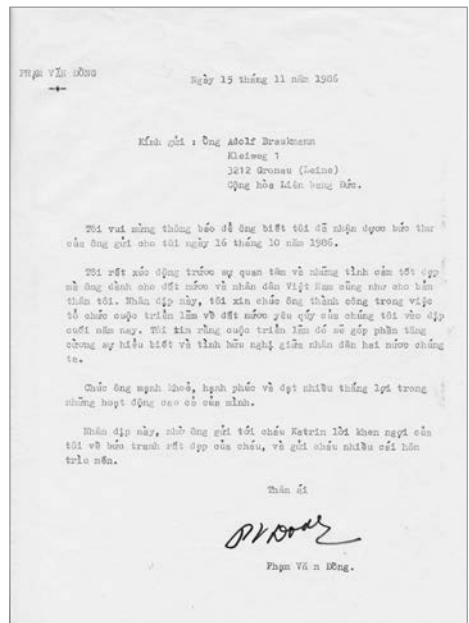 PHẠM VĂN ĐỒNG
Ngày 15 tháng 11 năm 1986
Kính gửi : Ông Adolf Braukmann
Kleiweg 1
3212 Gronau (Leine)
Cộng hòa Liên bang Đức.
Tôi vui mừng thông báo để ông biết tôi đã nhận được bức thư
của ông gửi cho tôi ngày 16 tháng 10 năm 1986.
Tôi rất xúc động trước sự quan tâm và những tình cảm tốt đẹp
mà ông dành cho đất nước và nhân dân Việt Nam cũng như cho bản
thân tôi. Nhân dịp này, tôi xin chúc ông thành công trong việc
tổ chức cuộc triển lãm về đất nước yêu quý của chúng tôi vào dịp
cuối năm nay. Tôi tin rằng cuộc triển lãm đó sẽ góp phần tăng
cường sự hiểu biết và tình hữu nghị giữa nhân dân hai nước chúng
ta.
Chúc ông mạnh khoẻ, hạnh phúc và đạt nhiều thắng lợi trong
những hoạt động cao cả của mình.
Nhân dịp này, nhờ ông gửi tới cháu Katrin lời khen ngợi của
tôi về bức tranh rất đẹp của cháu, và gửi cháu nhiều cái hôn
trìu mến.
Thân ái
PVDong
Phạm Vă n Đồng.